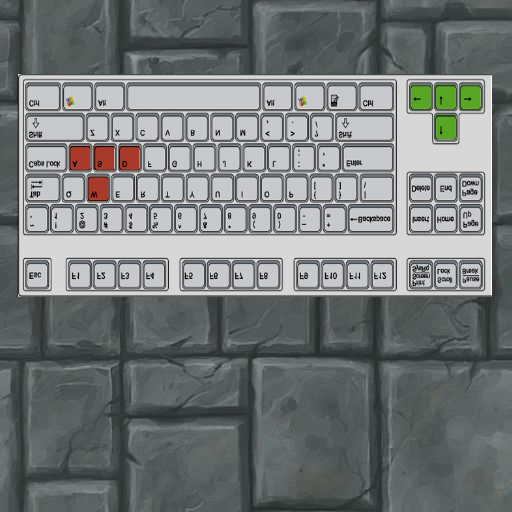 Ctrl Alt Alt Ctrl ← ↑ →
Shift Z X C V B N M < , > . ? / Shift ↓
Caps Lock A S D F G H J K L : ; " ' Enter
Tab Q W E R T Y U I O P { [ } ] | \ Delete End Page Down
~ ` ! 1 @ 2 # 3 $ 4 % 5 ^ 6 & 7 * 8 ( 9 ) 0 _ - + = ←Backspace Insert Home Page Up
Esc F1 F2 F3 F4 F5 F6 F7 F8 F9 F10 F11 F12 Print Screen SysRq Scroll Lock Pause Break